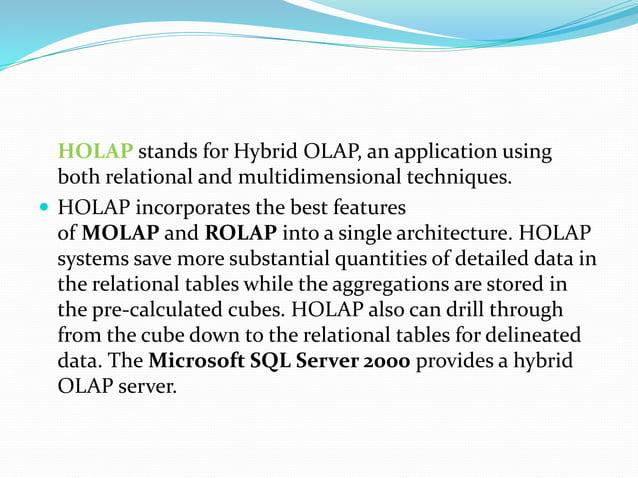 HOLAP stands for Hybrid OLAP, an application using
both relational and multidimensional techniques.
• HOLAP incorporates the best features
of MOLAP and ROLAP into a single architecture. HOLAP
systems save more substantial quantities of detailed data in
the relational tables while the aggregations are stored in
the pre-calculated cubes. HOLAP also can drill through
from the cube down to the relational tables for delineated
data. The Microsoft SQL Server 2000 provides a hybrid
OLAP server.